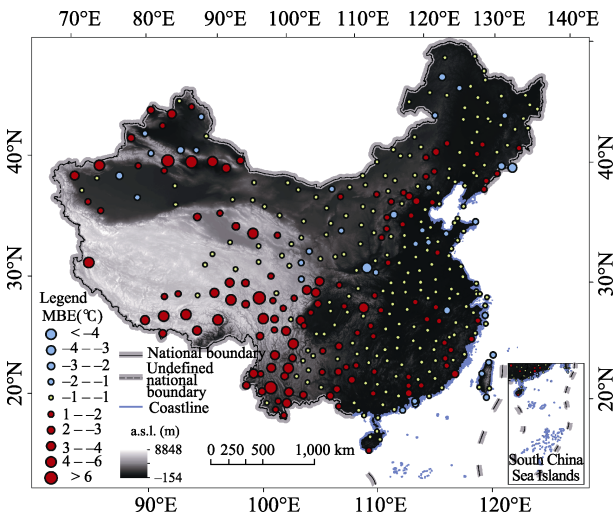 70°E 80°E 90°E 100°E 110°E 120°E 130°E 140°E
40°N 40°N
30°N 30°N
20°N 20°N
Legend
MBE(℃)
< −4
−4 – −3
−3 – −2
−2 – −1
−1 – 1
1 – −2
2 – −3
3 – −4
4 – −6
> 6
National boundary
Undefined
national
boundary
Coastline
a.s.l. (m)
8848
−154
0 250 500 1,000 km
South China
Sea Islands
90°E 100°E 110°E 120°E